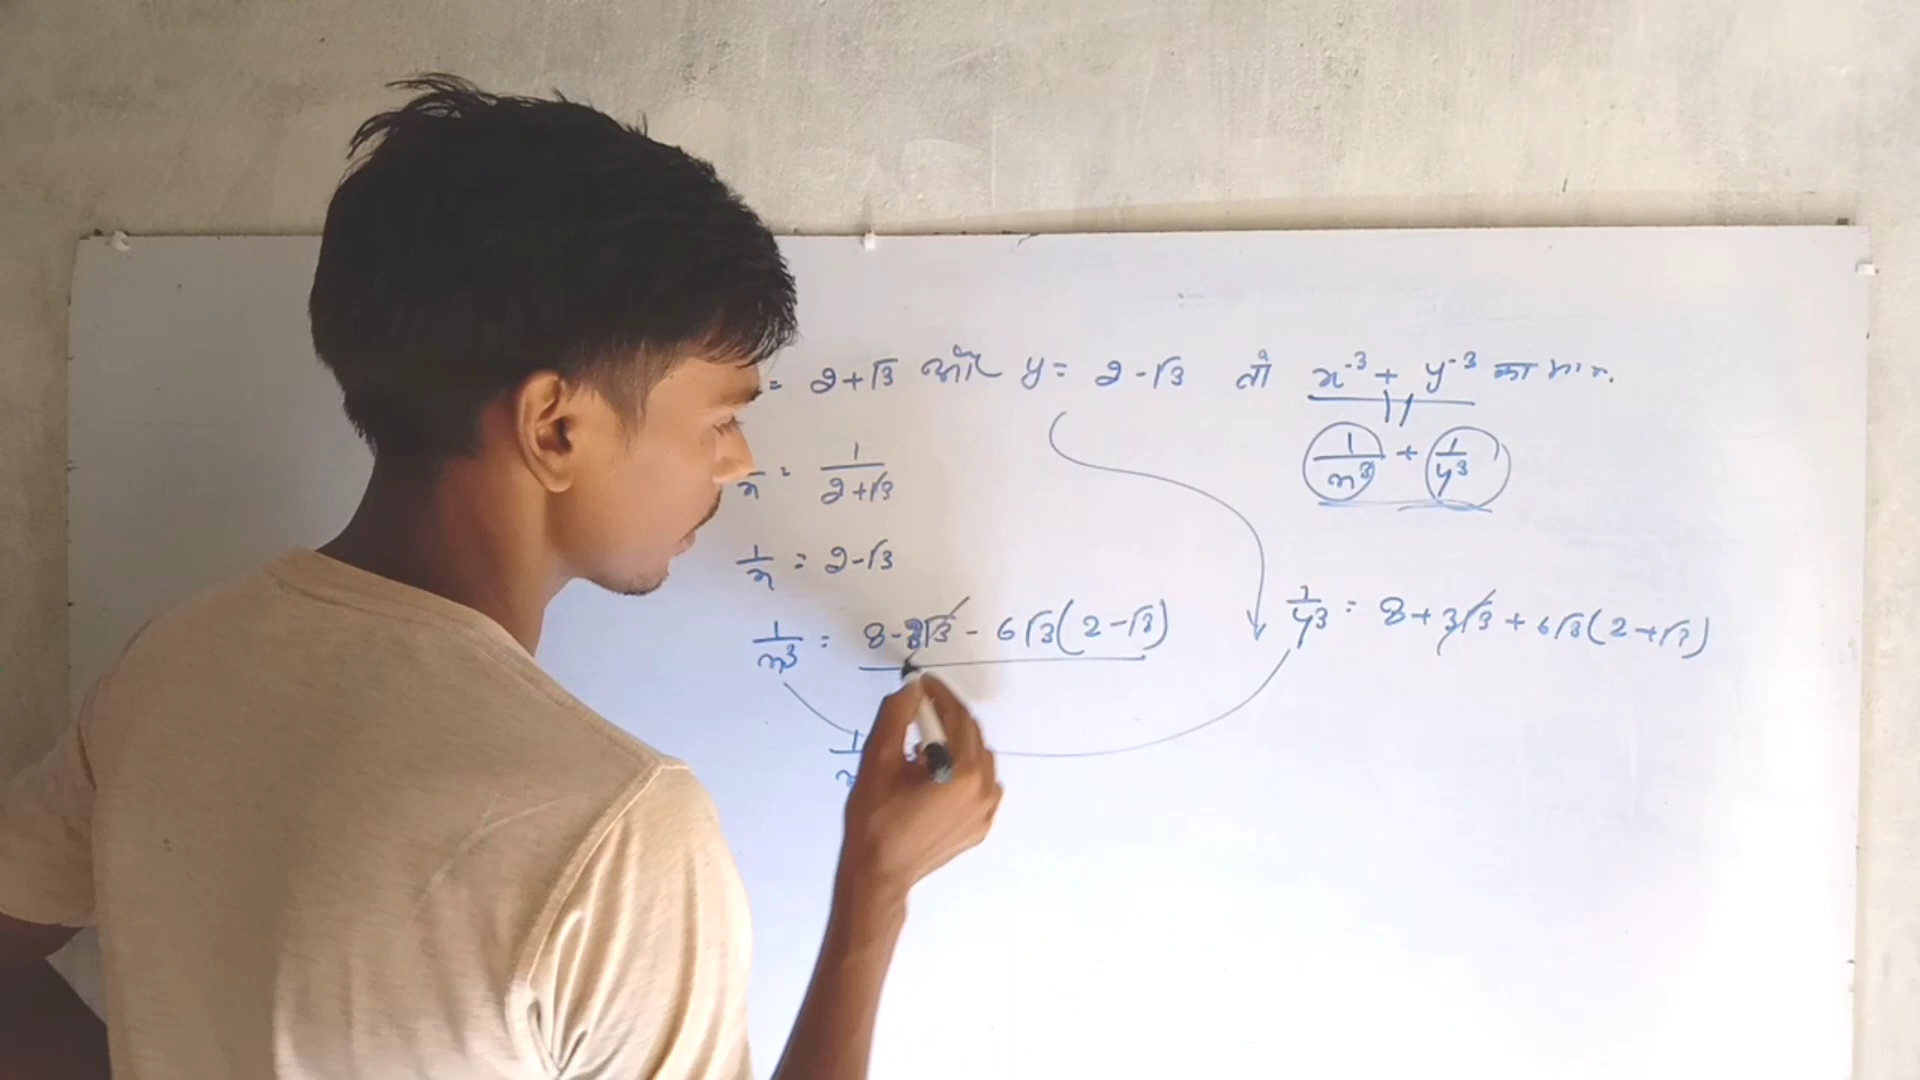 = 2+√3 और y = 2-√3 तो x⁻³ + y⁻³ का मान.
1/x³ + 1/y³
x = 1/2+√3
1/x = 2-√3
1/x³ = 8-3√3 - 6√3(2-√3)
1/y³ = 8+3√3 + 6√3(2+√3)
1/x